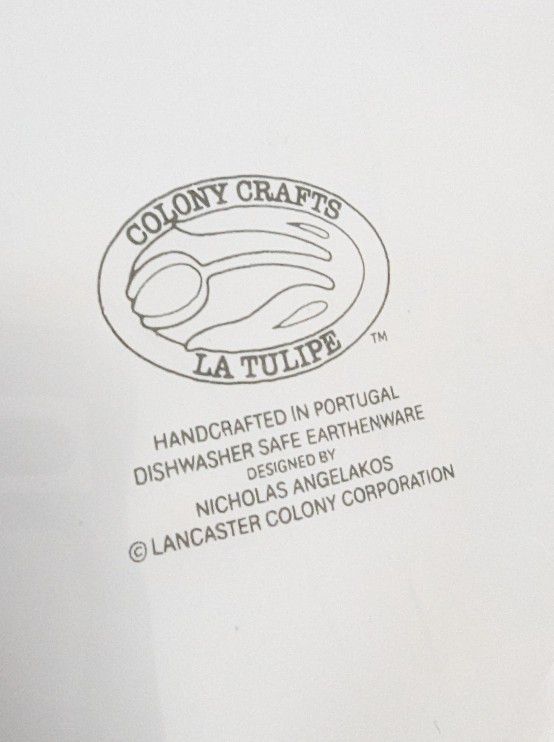 COLONY CRAFTS
LA TULIPE
TM
HANDCRAFTED IN PORTUGAL
DISHWASHER SAFE EARTHENWARE
DESIGNED BY
NICHOLAS ANGELAKOS
© LANCASTER COLONY CORPORATION